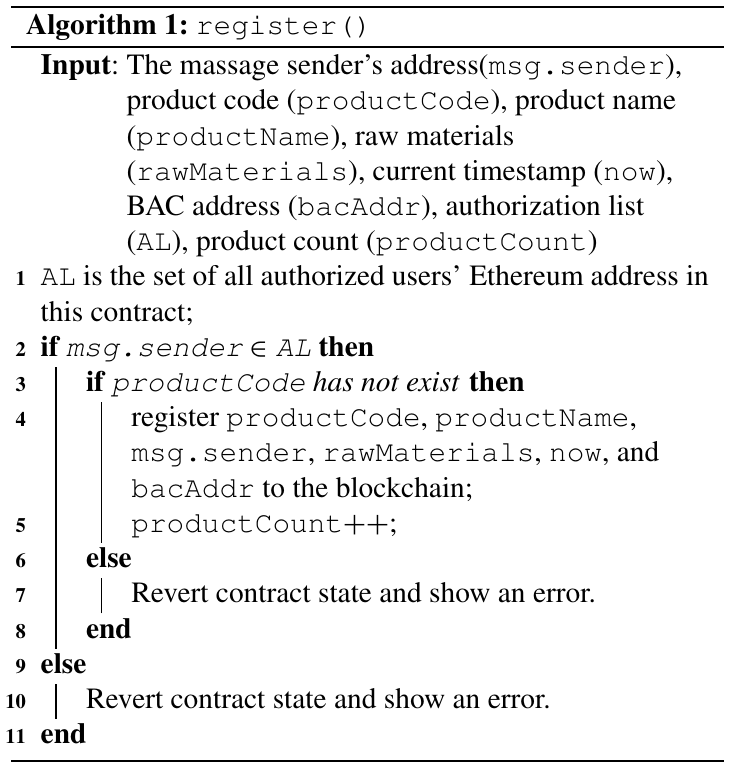 Algorithm 1: register()
Input: The massage sender's address(msg.sender),
product code (productCode), product name
(productName), raw materials
(rawMaterials), current timestamp (now),
BAC address (bacAddr), authorization list
(AL), product count (productCount)
1 AL is the set of all authorized users' Ethereum address in
this contract;
2 if msg.sender ∈ AL then
3 if productCode has not exist then
4 register productCode, productName,
msg.sender, rawMaterials, now, and
bacAddr to the blockchain;
5 productCount++;
6 else
7 Revert contract state and show an error.
8 end
9 else
10 Revert contract state and show an error.
11 end